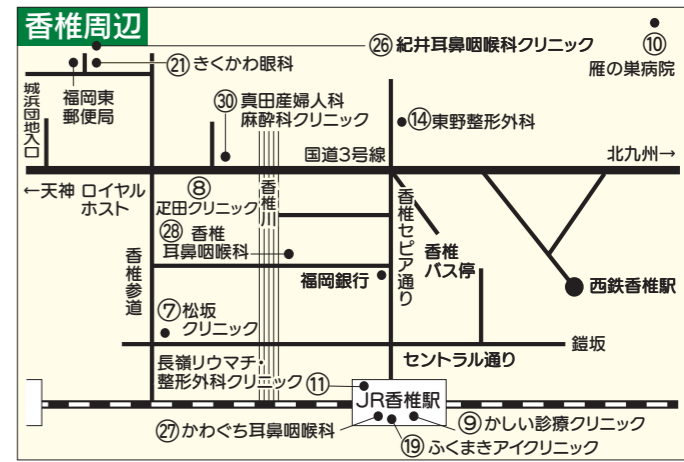 香椎周辺
㉖紀井耳鼻咽喉科クリニック
⑩
雁の巣病院
㉑きくかわ眼科
福岡東
郵便局
城浜団地入口
㉚真田産婦人科
麻酔科クリニック
⑭東野整形外科
国道3号線
北九州→
←天神
ロイヤル
ホスト
⑧
疋田クリニック
香椎川
㉘香椎
耳鼻咽喉科
香椎セピア通り
香椎
バス停
香椎参道
福岡銀行
西鉄香椎駅
⑦松坂
クリニック
セントラル通り
鎧坂
長嶺リウマチ・
整形外科クリニック⑪
JR香椎駅
㉗かわぐち耳鼻咽喉科
⑨かしい診療クリニック
⑲ふくまきアイクリニック